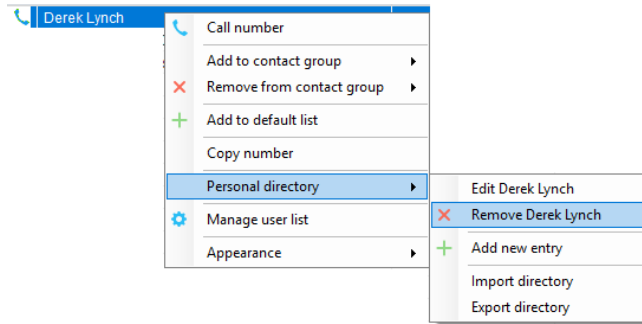 Derek Lynch
Call number
Add to contact group
Remove from contact group
Add to default list
Copy number
Personal directory
Manage user list
Appearance
Edit Derek Lynch
Remove Derek Lynch
Add new entry
Import directory
Export directory